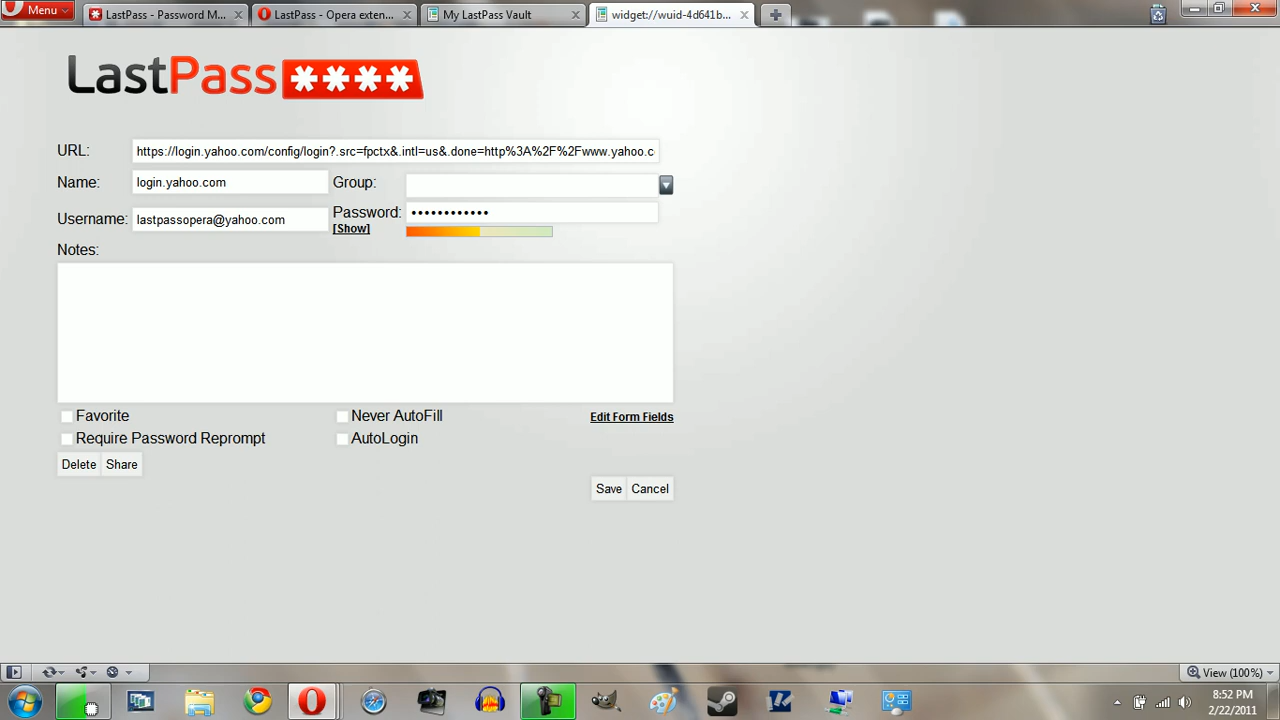 Menu
LastPass - Password M...
LastPass - Opera exten...
My LastPass Vault
widget://wuid-4d641b...
LastPass ****
URL: https://login.yahoo.com/config/login?.src=fpctx&.intl=us&.done=http%3A%2F%2Fwww.yahoo.c
Name: login.yahoo.com Group:
Username: lastpassopera@yahoo.com Password: ••••••••••••
[Show]
Notes:
Favorite Never AutoFill Edit Form Fields
Require Password Reprompt AutoLogin
Delete Share
Save Cancel
View (100%)
8:52 PM
2/22/2011